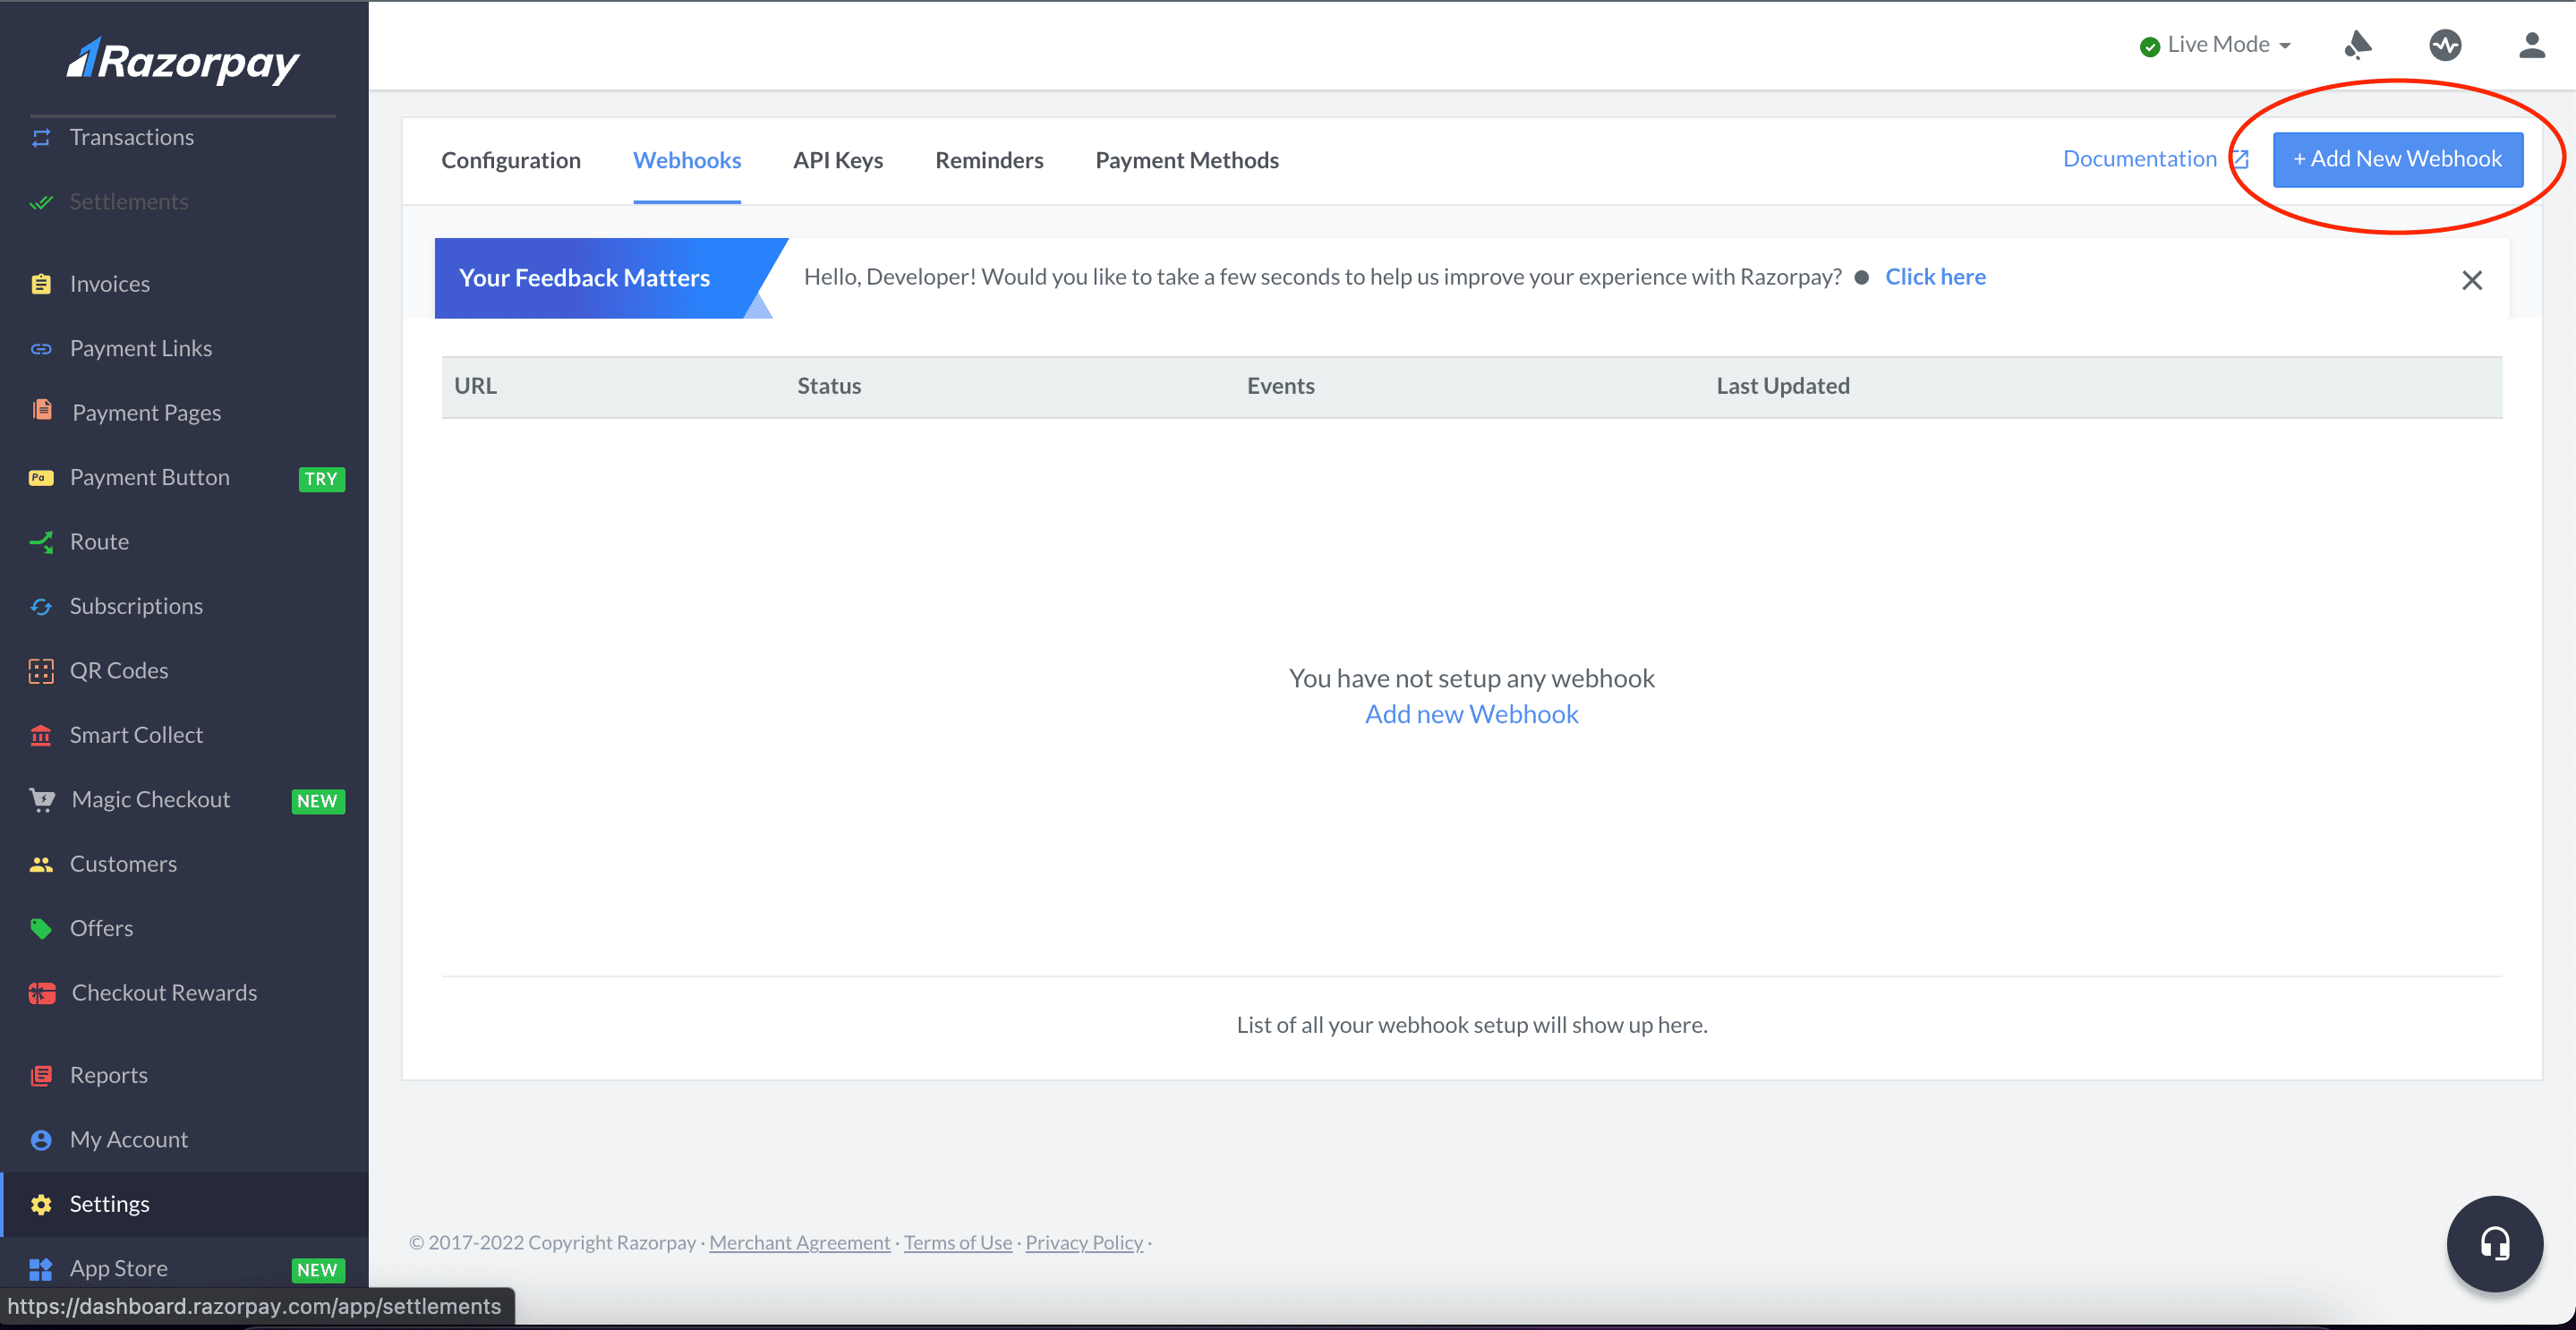 Razorpay
Transactions
Settlements
Invoices
Payment Links
Payment Pages
Pa
Payment Button
TRY
Route
Subscriptions
QR Codes
Smart Collect
Magic Checkout
NEW
Customers
Offers
Checkout Rewards
Reports
My Account
Settings
App Store
NEW
https://dashboard.razorpay.com/app/settlements
Live Mode
Configuration
Webhooks
API Keys
Reminders
Payment Methods
Documentation
+ Add New Webhook
Your Feedback Matters
Hello, Developer! Would you like to take a few seconds to help us improve your experience with Razorpay? ● Click here
URL
Status
Events
Last Updated
You have not setup any webhook
Add new Webhook
List of all your webhook setup will show up here.
© 2017-2022 Copyright Razorpay · Merchant Agreement · Terms of Use · Privacy Policy ·